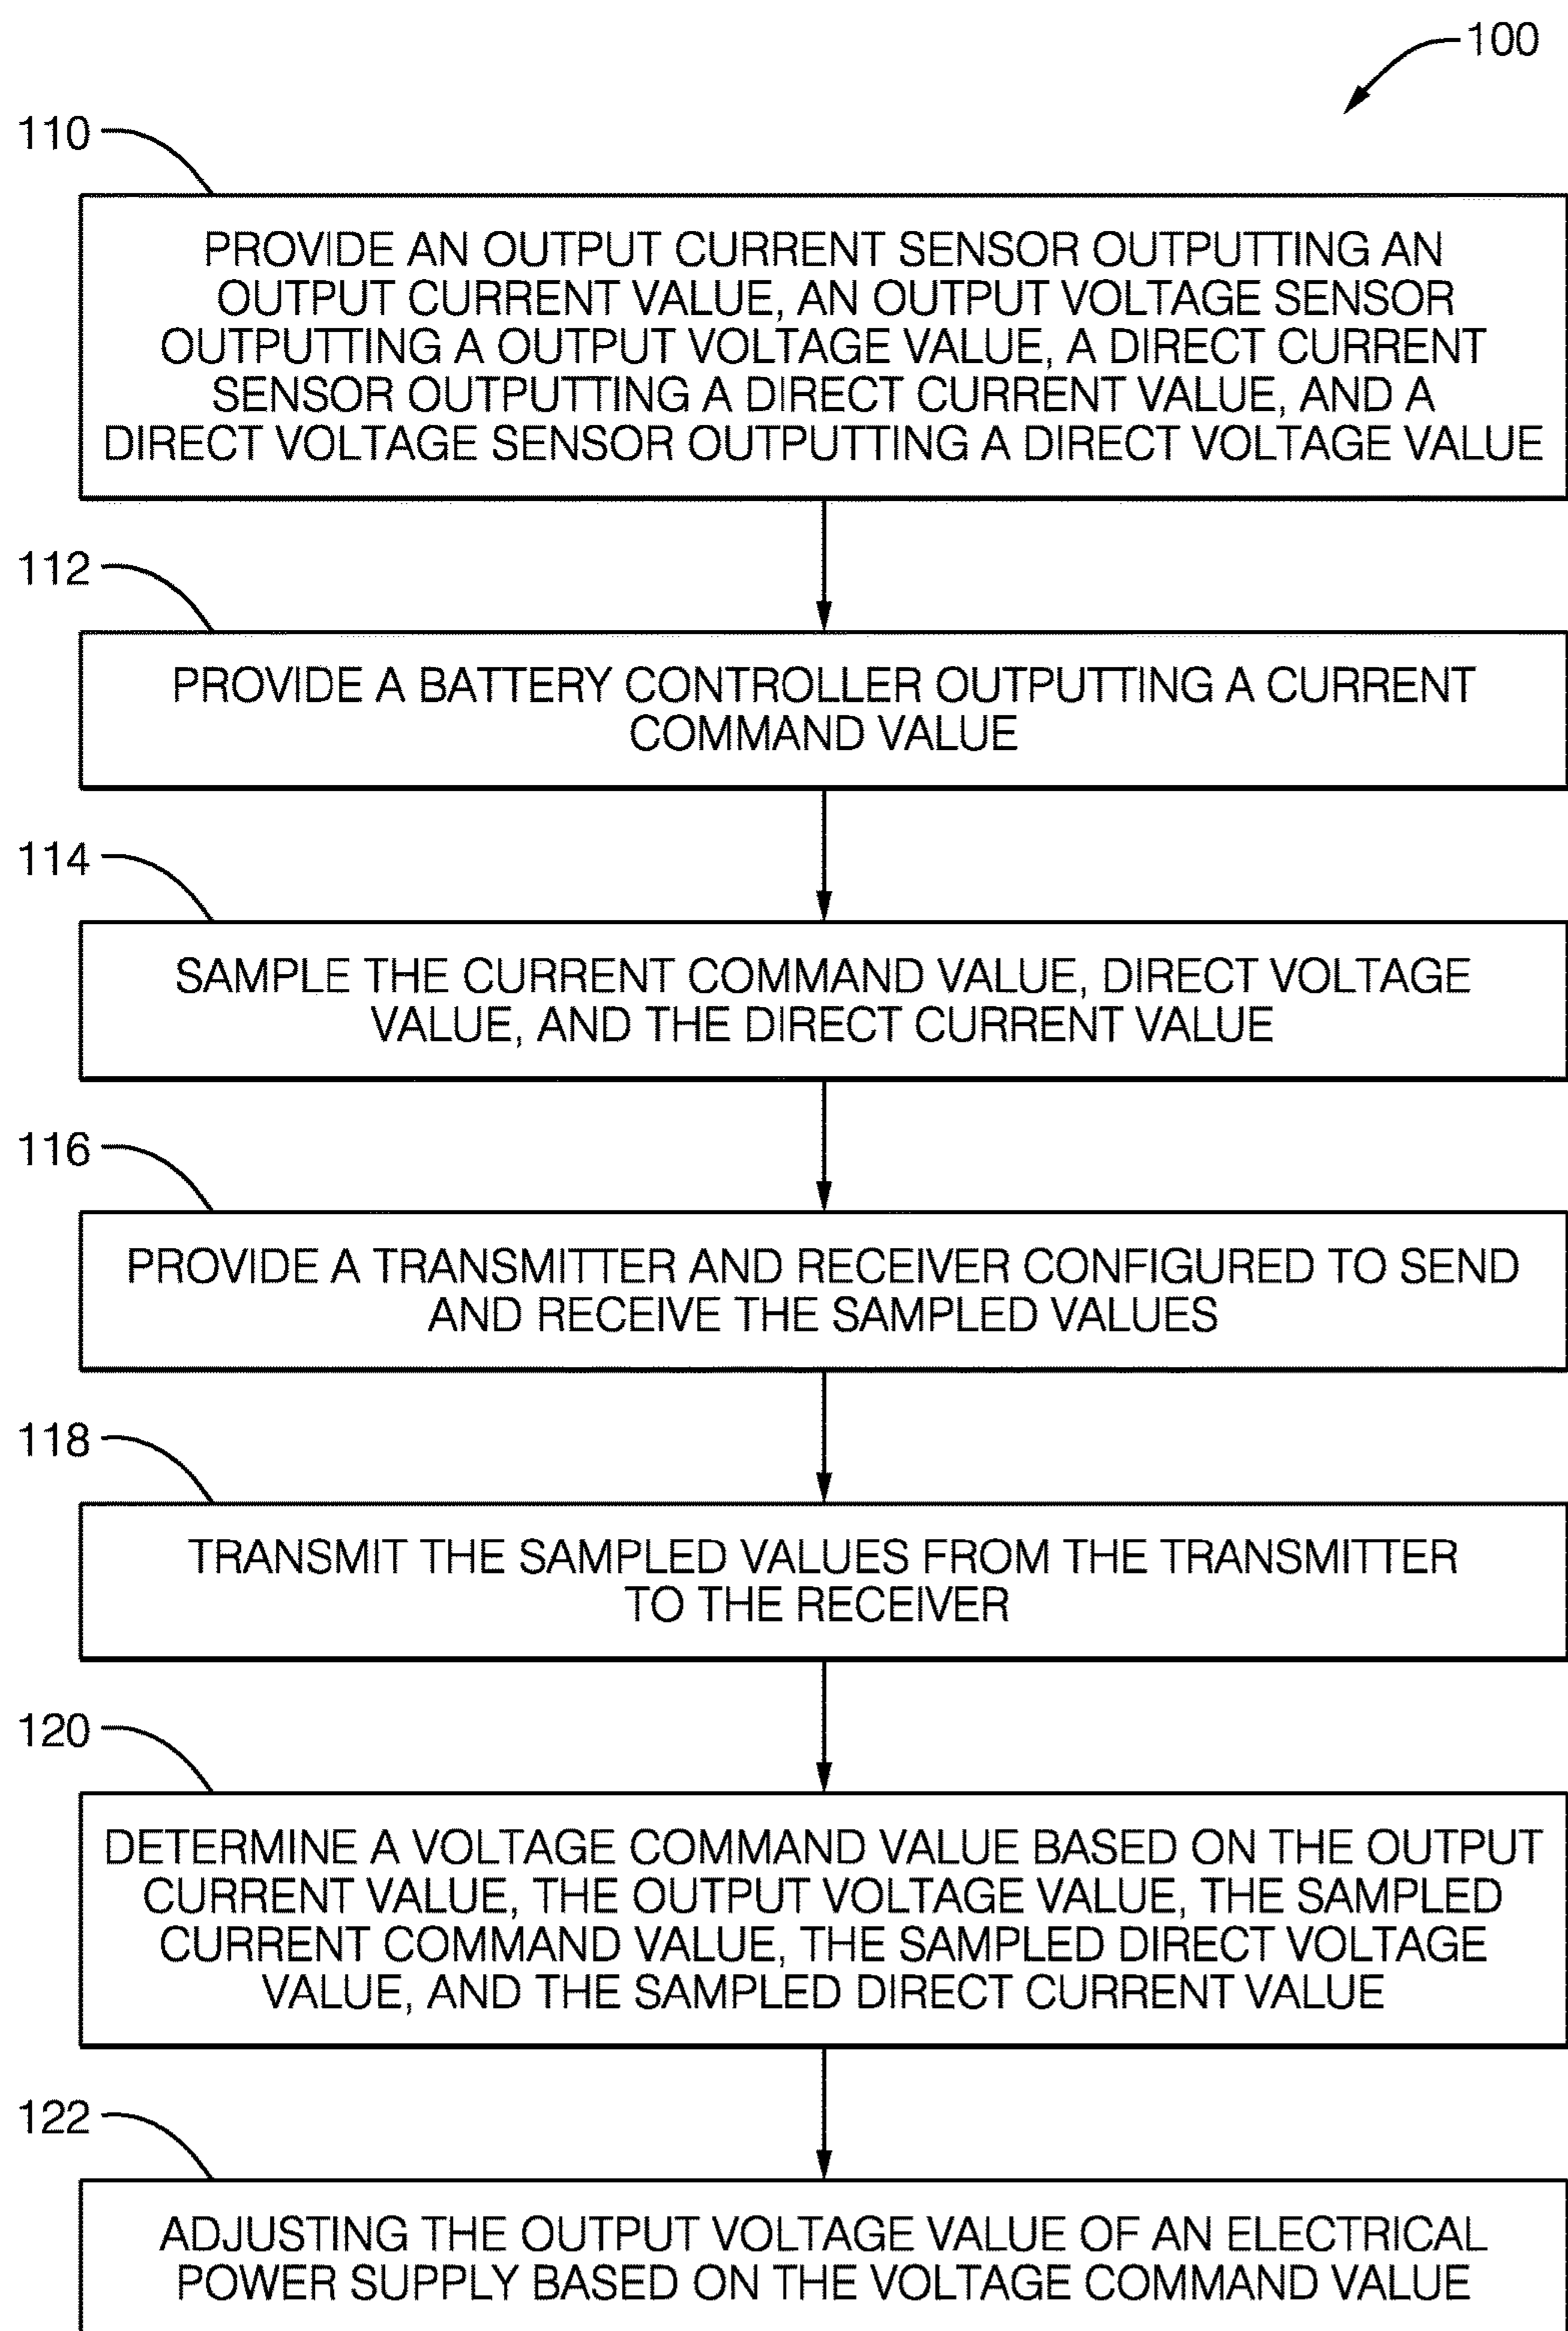 100
110
PROVIDE AN OUTPUT CURRENT SENSOR OUTPUTTING AN
OUTPUT CURRENT VALUE, AN OUTPUT VOLTAGE SENSOR
OUTPUTTING A OUTPUT VOLTAGE VALUE, A DIRECT CURRENT
SENSOR OUTPUTTING A DIRECT CURRENT VALUE, AND A
DIRECT VOLTAGE SENSOR OUTPUTTING A DIRECT VOLTAGE VALUE
112
PROVIDE A BATTERY CONTROLLER OUTPUTTING A CURRENT
COMMAND VALUE
114
SAMPLE THE CURRENT COMMAND VALUE, DIRECT VOLTAGE
VALUE, AND THE DIRECT CURRENT VALUE
116
PROVIDE A TRANSMITTER AND RECEIVER CONFIGURED TO SEND
AND RECEIVE THE SAMPLED VALUES
118
TRANSMIT THE SAMPLED VALUES FROM THE TRANSMITTER
TO THE RECEIVER
120
DETERMINE A VOLTAGE COMMAND VALUE BASED ON THE OUTPUT
CURRENT VALUE, THE OUTPUT VOLTAGE VALUE, THE SAMPLED
CURRENT COMMAND VALUE, THE SAMPLED DIRECT VOLTAGE
VALUE, AND THE SAMPLED DIRECT CURRENT VALUE
122
ADJUSTING THE OUTPUT VOLTAGE VALUE OF AN ELECTRICAL
POWER SUPPLY BASED ON THE VOLTAGE COMMAND VALUE